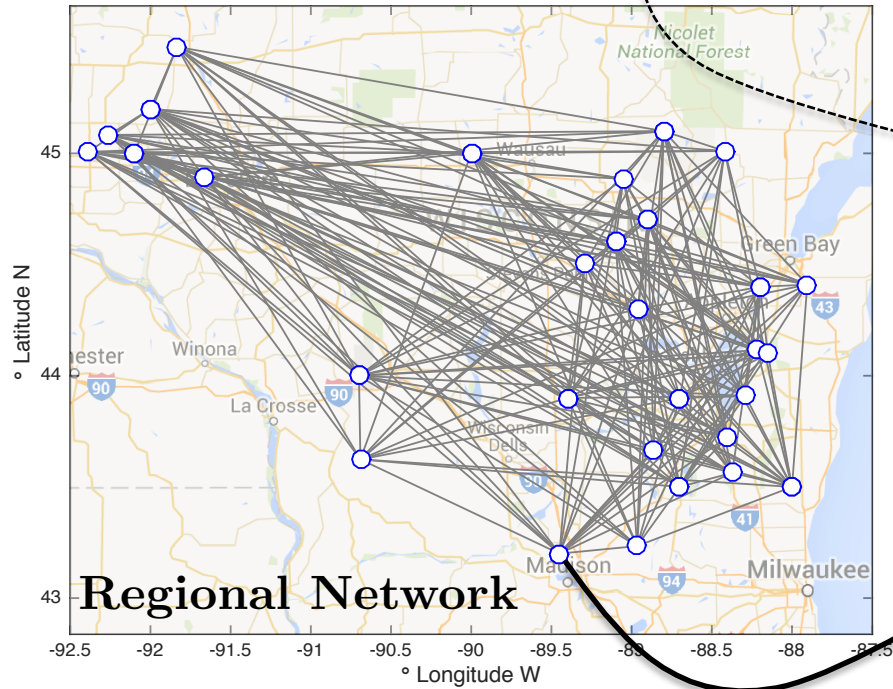 Nicolet
National Forest
45
Wausau
Green Bay
43
° Latitude N
hester
Winona
90
44
90
La Crosse
Wisconsin
Dells
90
41
Madison
94
Milwaukee
43
Regional Network
-92.5 -92 -91.5 -91 -90.5 -90 -89.5 -89 -88.5 -88 -87.5
° Longitude W